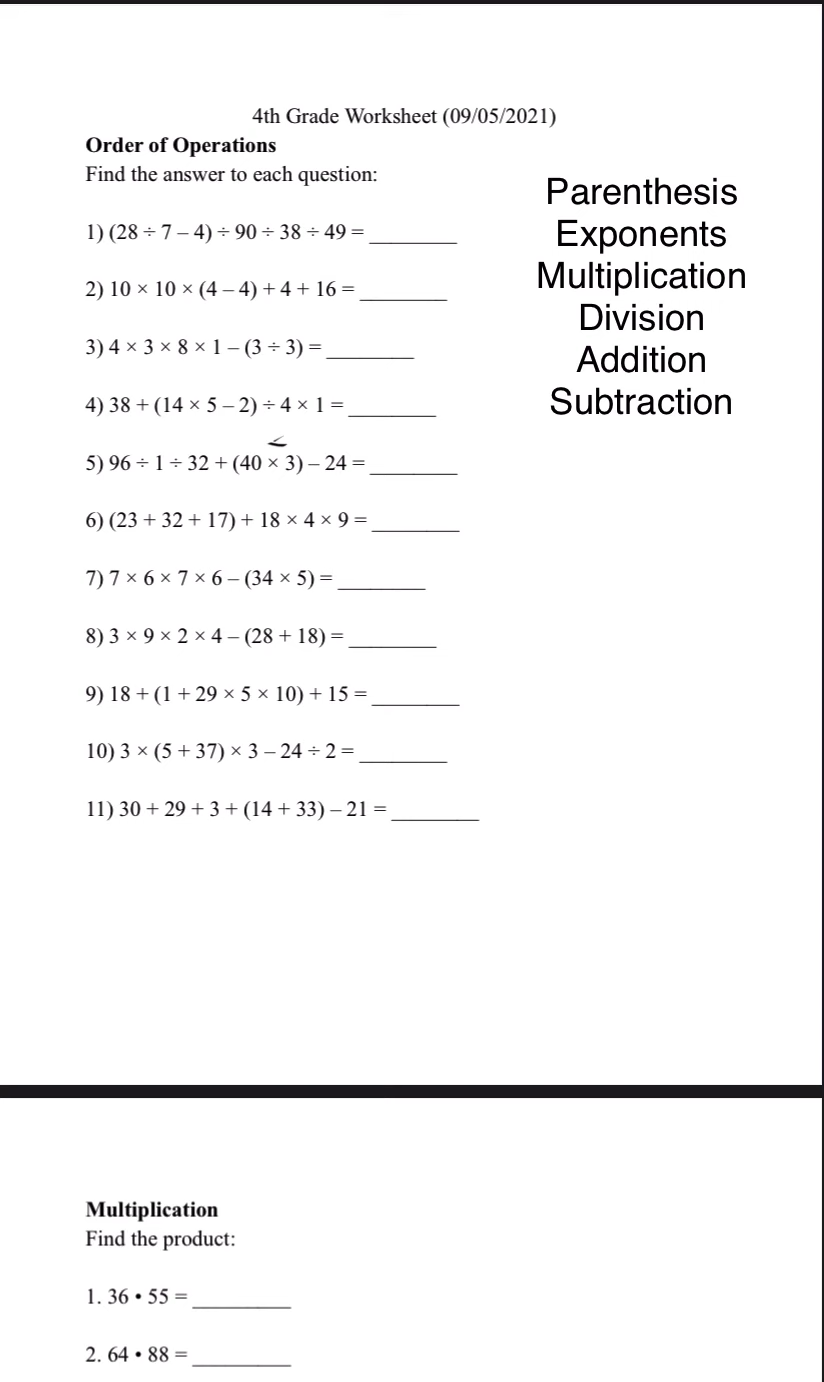 4th Grade Worksheet (09/05/2021)
Order of Operations
Find the answer to each question:
1) (28 ÷ 7 – 4) ÷ 90 ÷ 38 ÷ 49 = ________
2) 10 × 10 × (4 – 4) + 4 + 16 = ________
3) 4 × 3 × 8 × 1 – (3 ÷ 3) = ________
4) 38 + (14 × 5 – 2) ÷ 4 × 1 = ________
5) 96 ÷ 1 ÷ 32 + (40 × 3) – 24 = ________
6) (23 + 32 + 17) + 18 × 4 × 9 = ________
7) 7 × 6 × 7 × 6 – (34 × 5) = ________
8) 3 × 9 × 2 × 4 – (28 + 18) = ________
9) 18 + (1 + 29 × 5 × 10) + 15 = ________
10) 3 × (5 + 37) × 3 – 24 ÷ 2 = ________
11) 30 + 29 + 3 + (14 + 33) – 21 = ________
Parenthesis
Exponents
Multiplication
Division
Addition
Subtraction
Multiplication
Find the product:
1. 36 • 55 = _________
2. 64 • 88 = _________